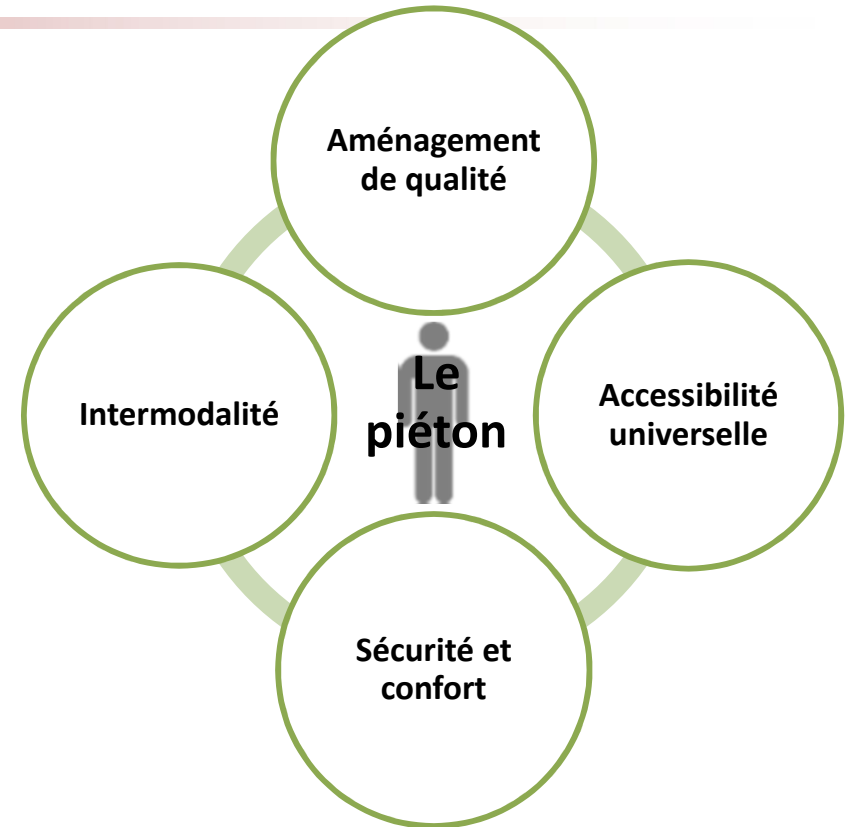 Aménagement
de qualité
Intermodalité
Le
piéton
Accessibilité
universelle
Sécurité et
confort